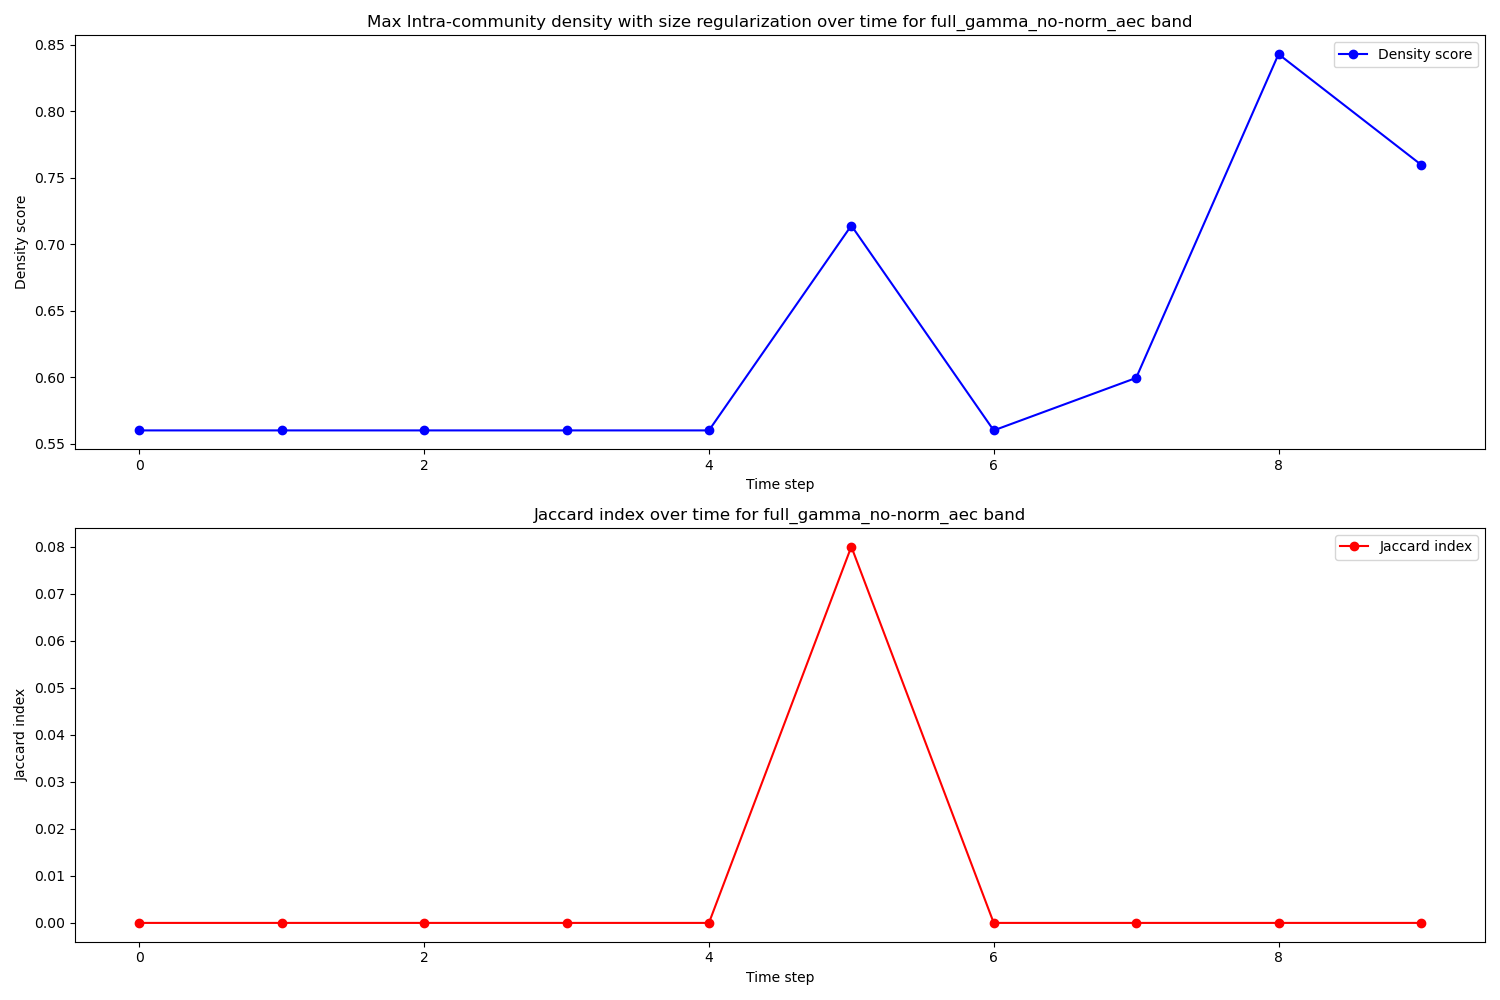 Max Intra-community density with size regularization over time for full_gamma_no-norm_aec band
0.85
0.80
0.75
0.70
0.65
0.60
0.55
Density score
Density score
0 2 4 6 8
Time step
Jaccard index over time for full_gamma_no-norm_aec band
0.08
0.07
0.06
0.05
0.04
0.03
0.02
0.01
0.00
Jaccard index
Jaccard index
0 2 4 6 8
Time step